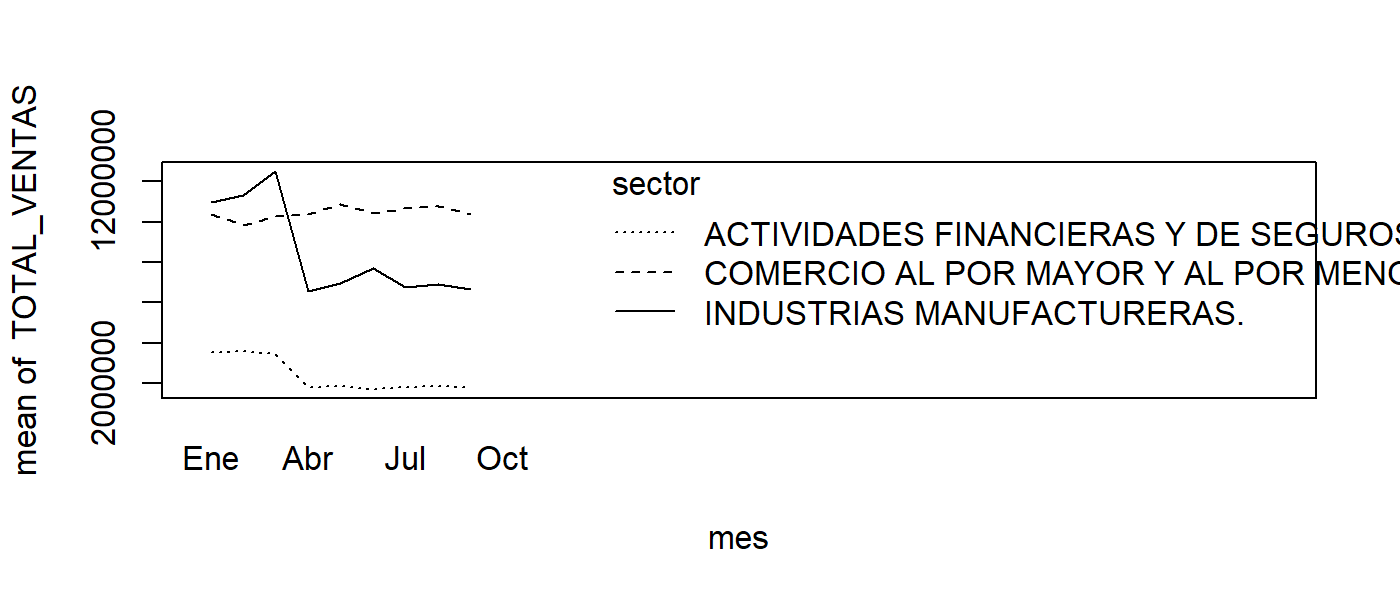 mean of TOTAL_VENTAS
12000000
2000000
sector
ACTIVIDADES FINANCIERAS Y DE SEGUROS
COMERCIO AL POR MAYOR Y AL POR MENO
INDUSTRIAS MANUFACTURERAS.
Ene Abr Jul Oct
mes